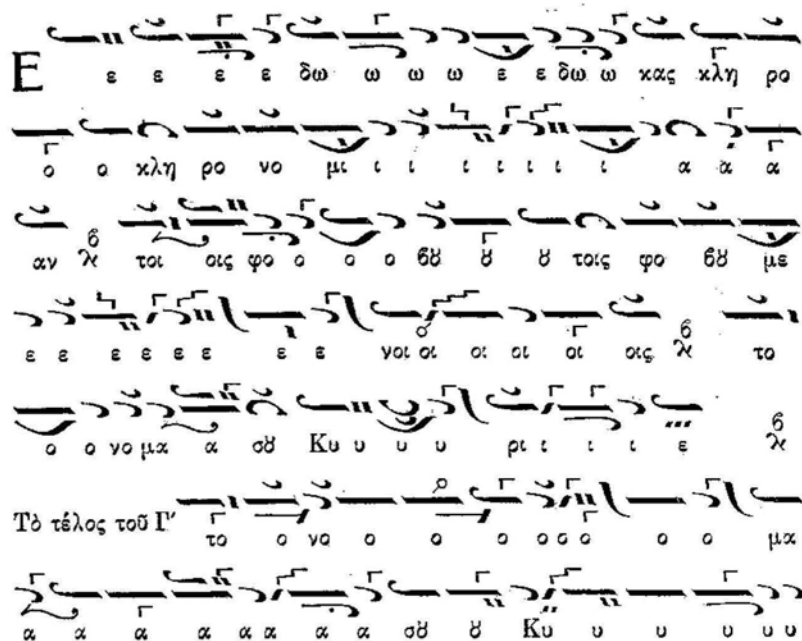 Ε ε ε ε ε δω ω ω ω ε ε δω ω κας κλη ρο
ο ο κλη ρο νο μι ι ι ι ι ι ι ι α α α
αν λ̓ τοι οις φο ο ο ο βȣ ȣ ȣ τοις φο βȣ με
ε ε ε ε ε ε ε ε νοι οι οι οι οι οις λ̓ το
ο ο νο μα α σȣ Κυ υ υ υ ρι ι ι ι ε λ̓
Τὸ τέλος τοῦ Γ′ το ο νο ο ο ο ο ο ο ο ο μα
α α α α α α α α σȣ ȣ Κυ υ υ υ υ υ